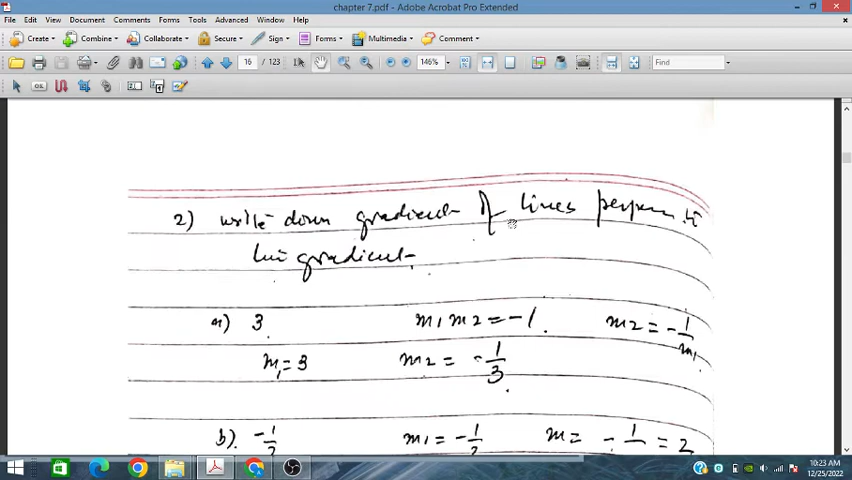 chapter 7.pdf - Adobe Acrobat Pro Extended
File Edit View Document Comments Forms Tools Advanced Window Help
Create Combine Collaborate Secure Sign Forms Multimedia Comment
16 / 123 146% Find
2) write down gradient of lines perpen to
line gradient.
a) 3 m1 m2 = -1. m2 = -1/m1
m1 = 3 m2 = -1/3
b). -1/2 m1 = -1/2 m = -1/ = 2
10:23 AM
12/25/2022